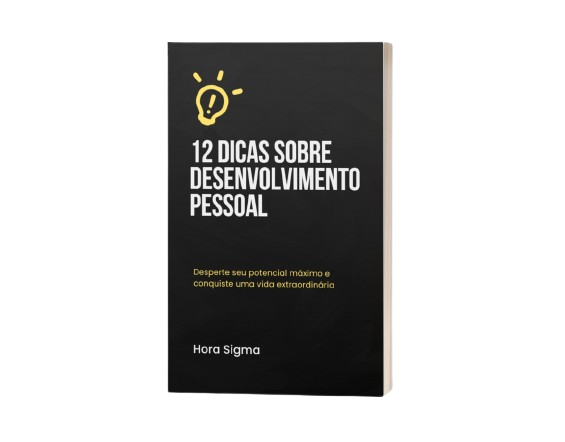 12 DICAS SOBRE
DESENVOLVIMENTO
PESSOAL
Desperte seu potencial máximo e
conquiste uma vida extraordinária
Hora Sigma